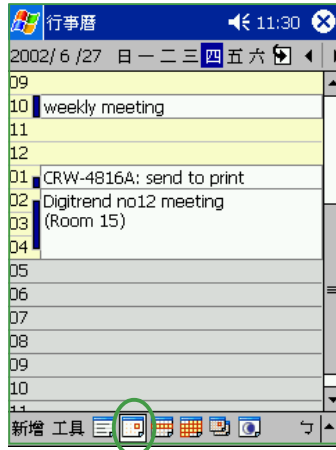 行事曆 11:30
2002/ 6 /27 日 一 二 三 四 五 六
09
10 weekly meeting
11
12
01 CRW-4816A: send to print
02 Digitrend no12 meeting
03 (Room 15)
04
05
06
07
08
09
10
11
新增 工具 ㄅ